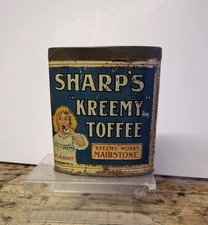 SHARP'S
"KREEMY"
TOFFEE
"KREEMY" WORKS,
MAIDSTONE